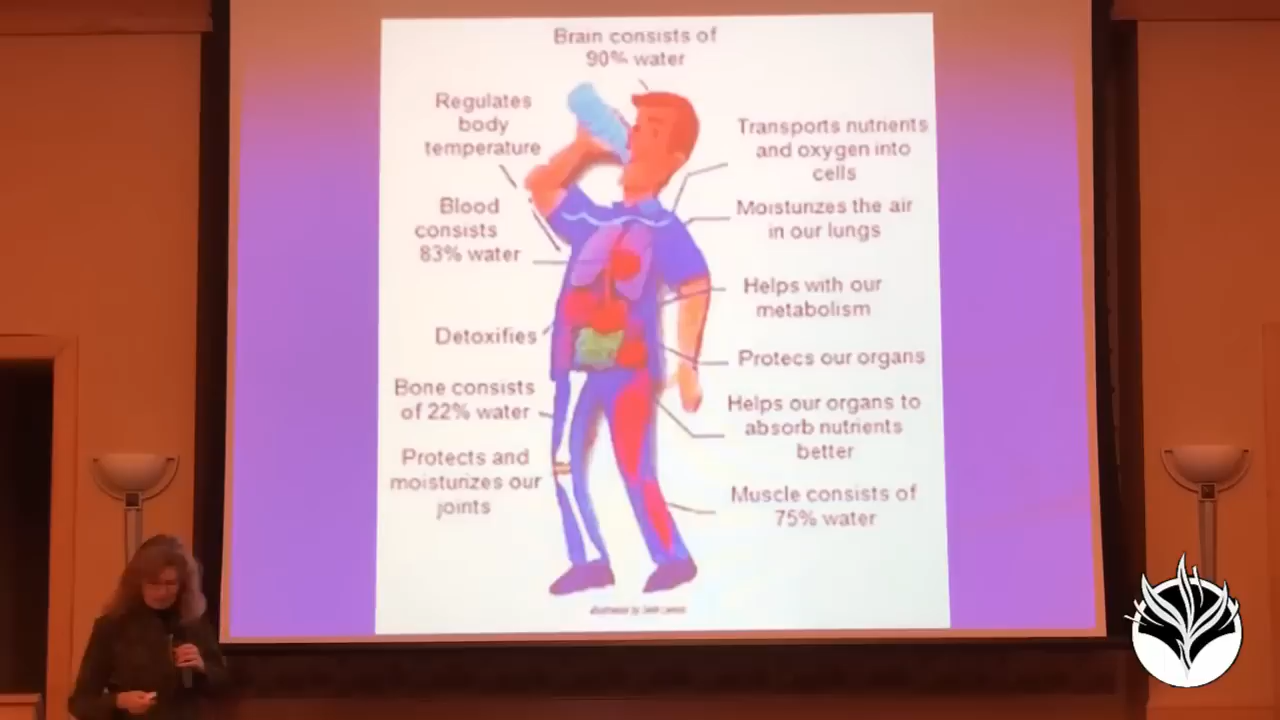 Brain consists of
90% water
Regulates
body
temperature
Blood
consists
83% water
Detoxifies
Bone consists
of 22% water
Protects and
moisturizes our
joints
Transports nutrients
and oxygen into
cells
Moisturizes the air
in our lungs
Helps with our
metabolism
Protecs our organs
Helps our organs to
absorb nutrients
better
Muscle consists of
75% water